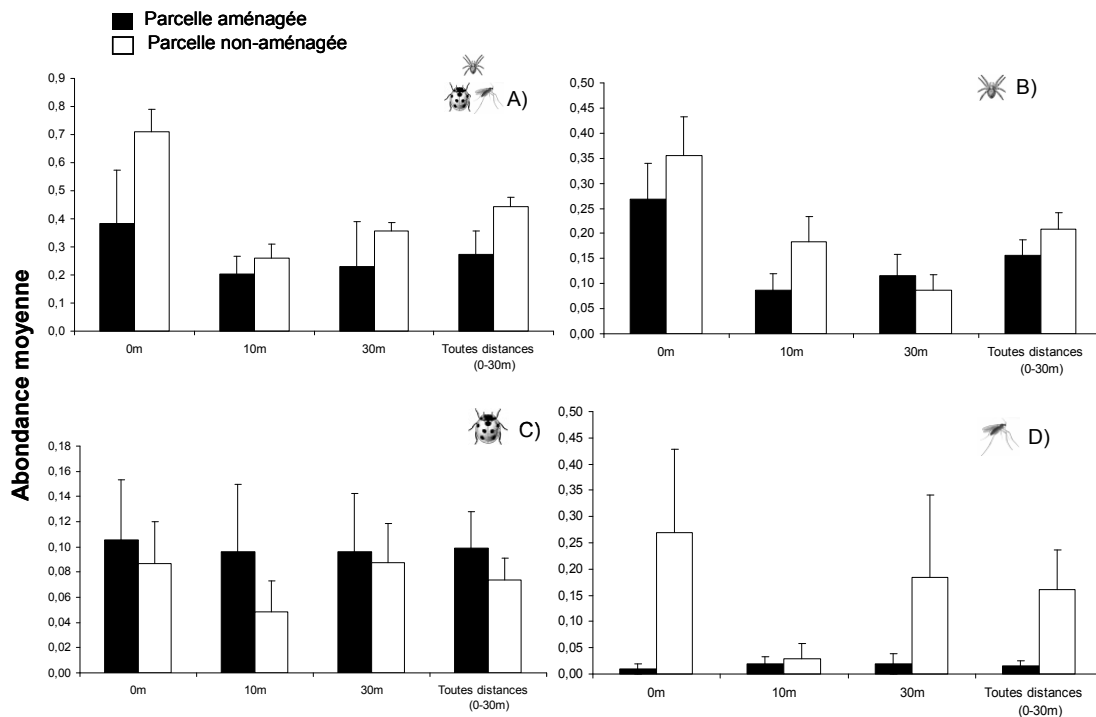 Parcelle aménagée
Parcelle non-aménagée
Abondance moyenne
A)
0,9
0,8
0,7
0,6
0,5
0,4
0,3
0,2
0,1
0,0
0m
10m
30m
Toutes distances
(0-30m)
B)
0,50
0,45
0,40
0,35
0,30
0,25
0,20
0,15
0,10
0,05
0,00
0m
10m
30m
Toutes distances
(0-30m)
C)
0,18
0,16
0,14
0,12
0,10
0,08
0,06
0,04
0,02
0,00
0m
10m
30m
Toutes distances
(0-30m)
D)
0,50
0,45
0,40
0,35
0,30
0,25
0,20
0,15
0,10
0,05
0,00
0m
10m
30m
Toutes distances
(0-30m)